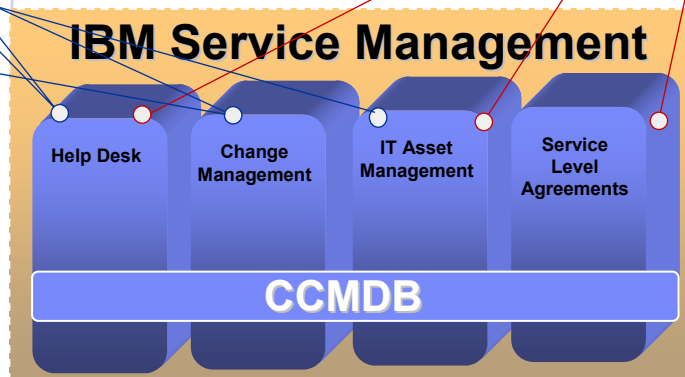 IBM Service Management
Help Desk
Change
Management
IT Asset
Management
Service
Level
Agreements
CCMDB